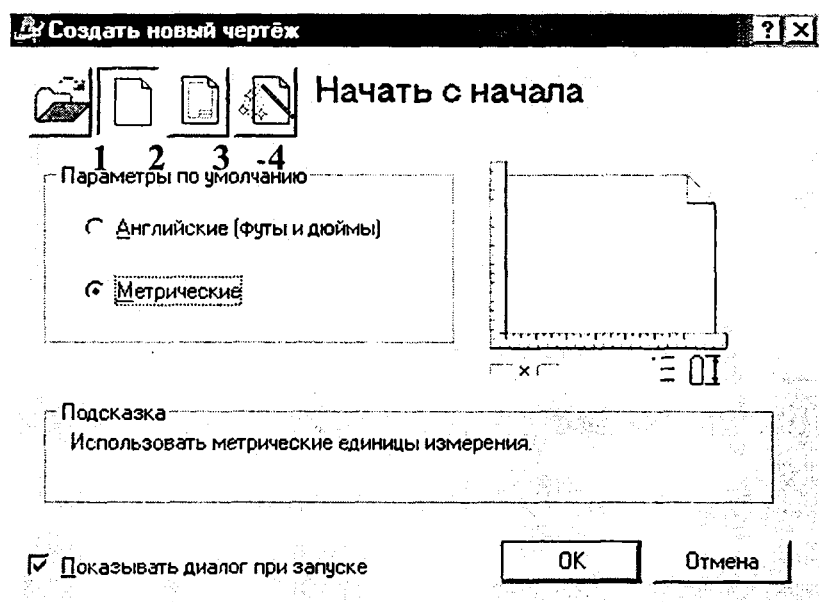 Создать новый чертёж
Начать с начала
1 2 3 -4
Параметры по умолчанию
Английские (футы и дюймы)
Метрические
Подсказка
Использовать метрические единицы измерения.
Показывать диалог при запуске
OK Отмена